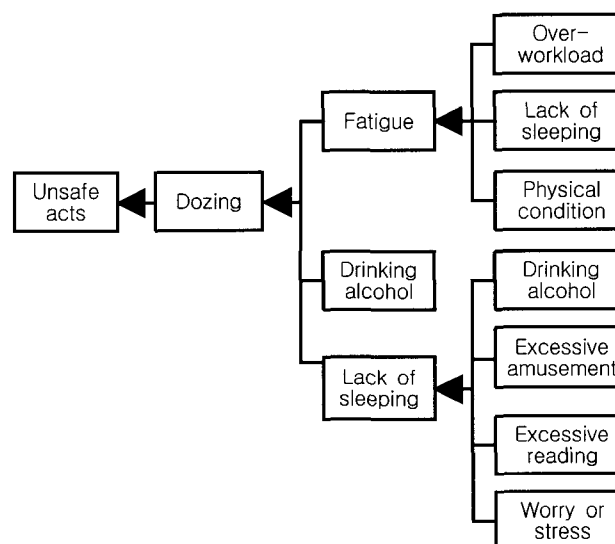 Over-
workload
Fatigue
Lack of
sleeping
Physical
condition
Unsafe
acts
Dozing
Drinking
alcohol
Drinking
alcohol
Excessive
amusement
Lack of
sleeping
Excessive
reading
Worry or
stress